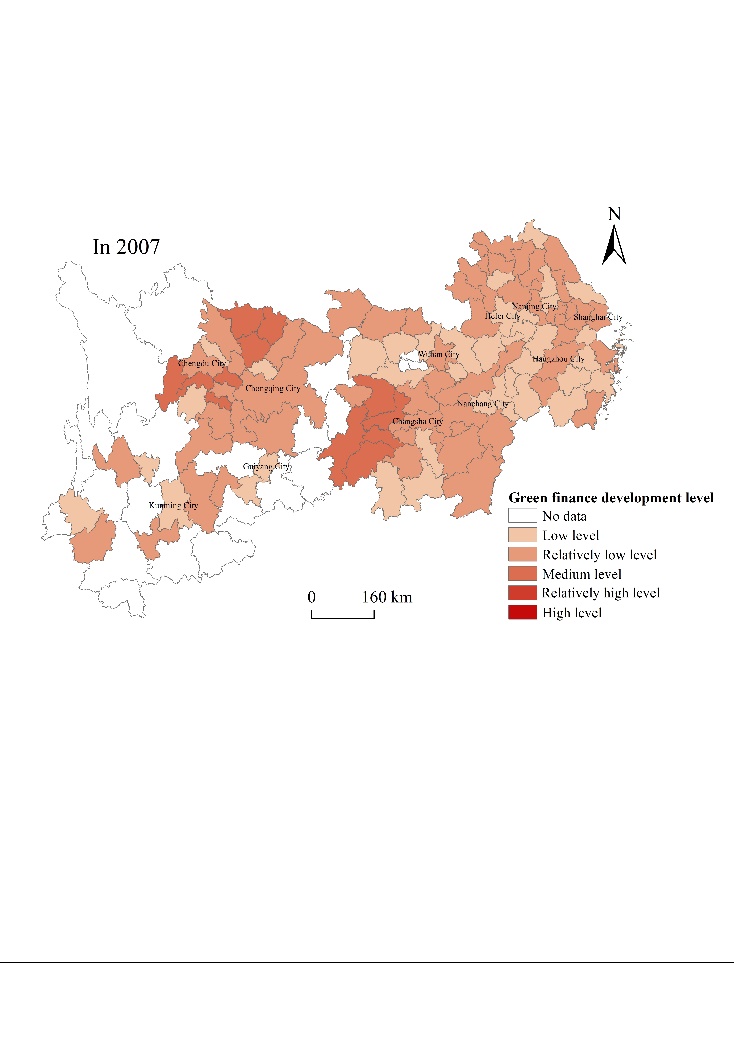 N
In 2007
Nanjing City
Hefei City
Shanghai City
Wuhan City
Hangzhou City
Chengdu City
Chongqing City
Nanchang City
Changsha City
Guiyang City
Kunming City
Green finance development level
No data
Low level
Relatively low level
Medium level
Relatively high level
High level
0 160 km